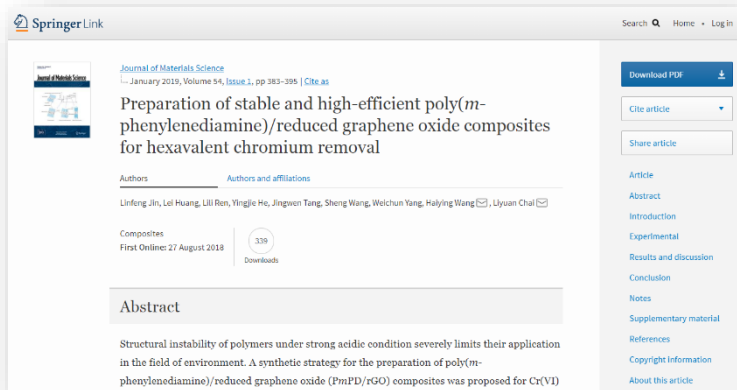 Springer Link
Search Home • Log in
Journal of Materials Science
January 2019, Volume 54, Issue 1, pp 383–395 | Cite as
Preparation of stable and high-efficient poly(m-
phenylenediamine)/reduced graphene oxide composites
for hexavalent chromium removal
Authors
Authors and affiliations
Linfeng Jin, Lei Huang, Lili Ren, Yingjie He, Jingwen Tang, Sheng Wang, Weichun Yang, Haiying Wang, Liyuan Chai
Composites
First Online: 27 August 2018
339
Downloads
Abstract
Structural instability of polymers under strong acidic condition severely limits their application
in the field of environment. A synthetic strategy for the preparation of poly(m-
phenylenediamine)/reduced graphene oxide (PmPD/rGO) composites was proposed for Cr(VI)
Download PDF
Cite article
Share article
Article
Abstract
Introduction
Experimental
Results and discussion
Conclusion
Notes
Supplementary material
References
Copyright information
About this article
Journal of Materials Science